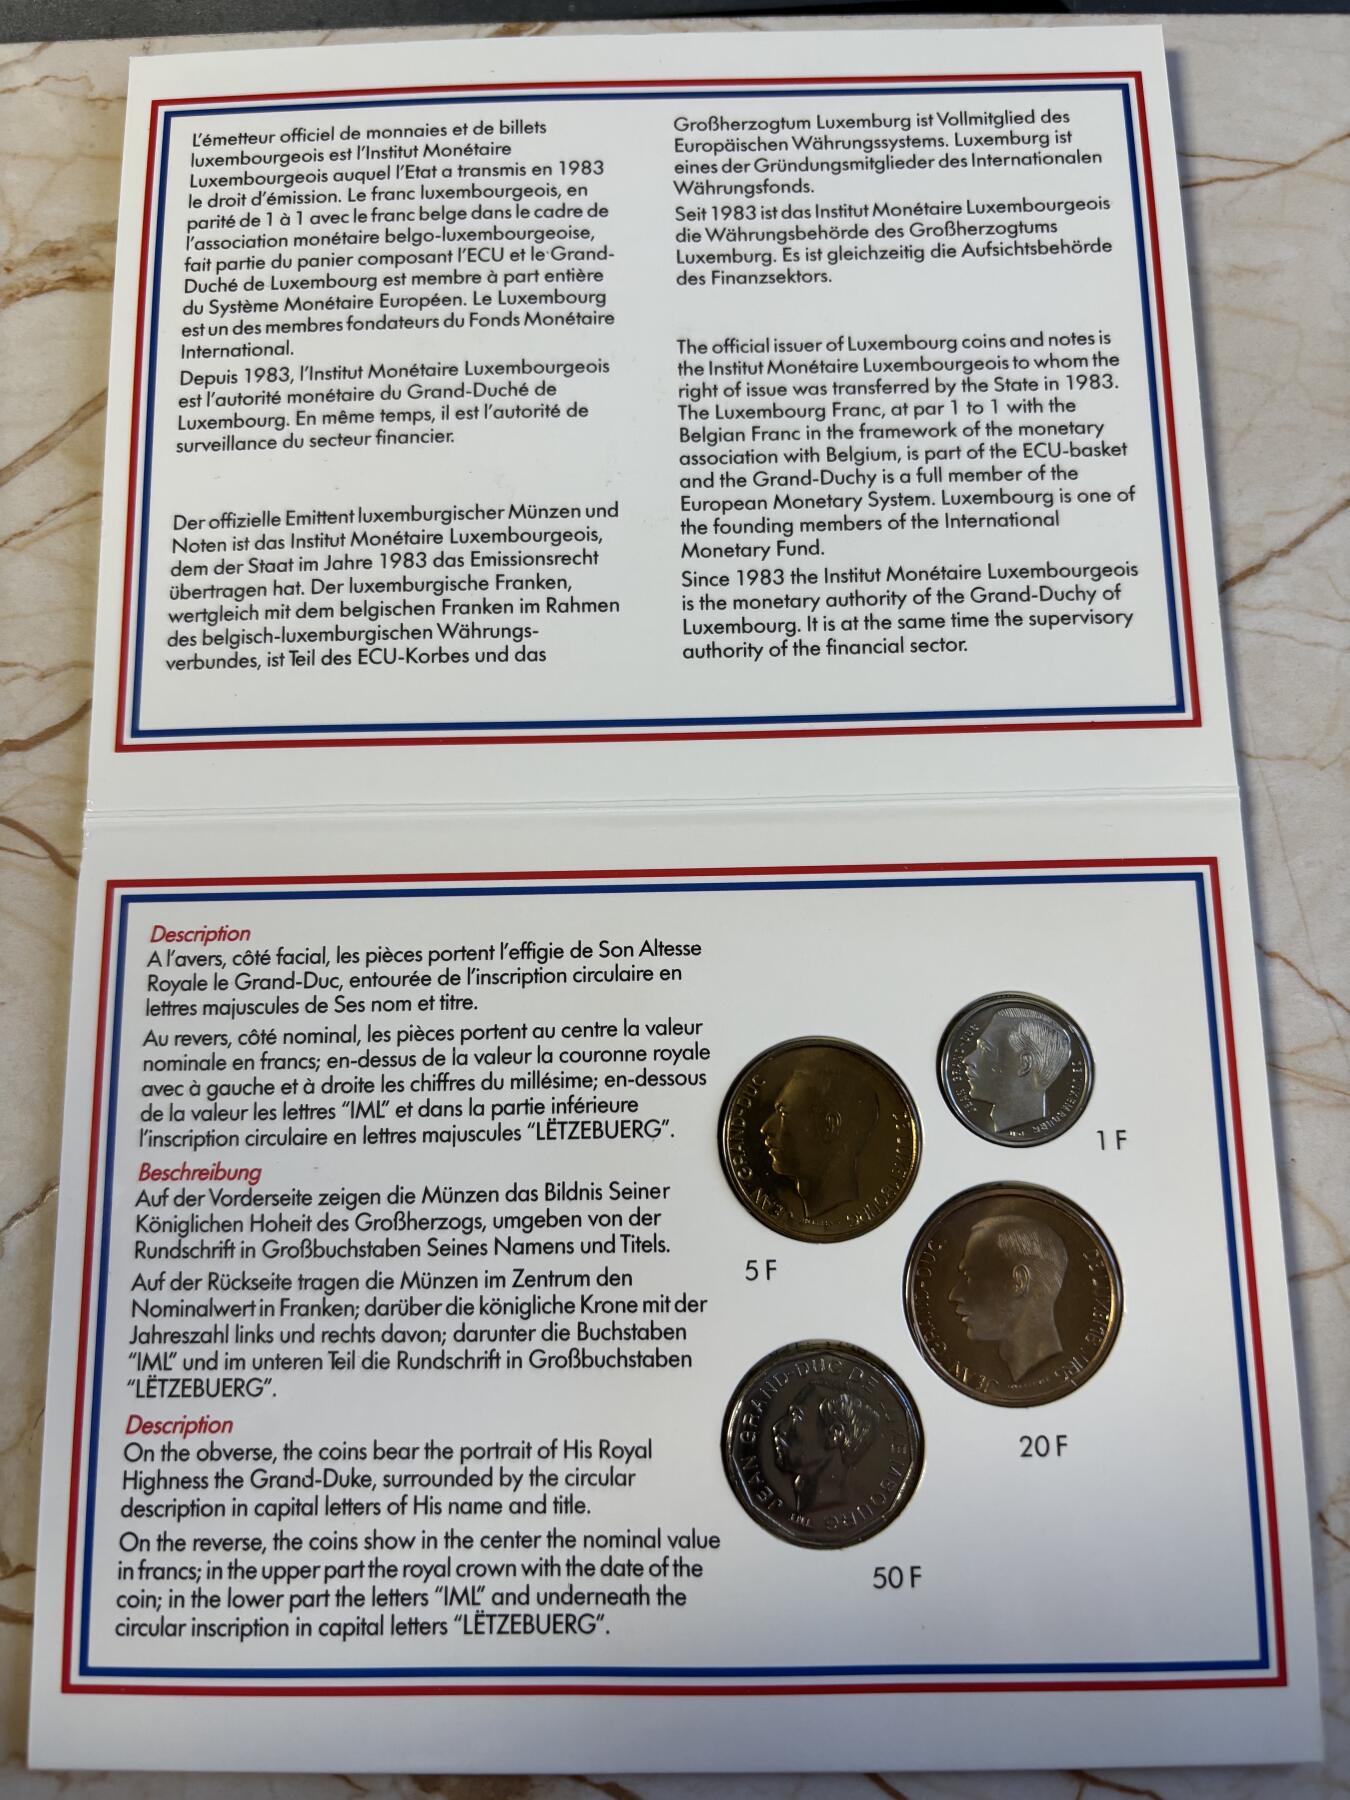 L'émetteur officiel de monnaies et de billets
luxembourgeois est l'Institut Monétaire
Luxembourgeois auquel l'Etat a transmis en 1983
le droit d'émission. Le franc luxembourgeois, en
parité de 1 à 1 avec le franc belge dans le cadre de
l'association monétaire belgo-luxembourgeoise,
fait partie du panier composant l'ECU et le Grand-
Duché de Luxembourg est membre à part entière
du Système Monétaire Européen. Le Luxembourg
est un des membres fondateurs du Fonds Monétaire
International.
Depuis 1983, l'Institut Monétaire Luxembourgeois
est l'autorité monétaire du Grand-Duché de
Luxembourg. En même temps, il est l'autorité de
surveillance du secteur financier.
Der offizielle Emittent luxemburgischer Münzen und
Noten ist das Institut Monétaire Luxembourgeois,
dem der Staat im Jahre 1983 das Emissionsrecht
übertragen hat. Der luxemburgische Franken,
wertgleich mit dem belgischen Franken im Rahmen
des belgisch-luxemburgischen Währungs-
verbundes, ist Teil des ECU-Korbes und das
Großherzogtum Luxemburg ist Vollmitglied des
Europäischen Währungssystems. Luxemburg ist
eines der Gründungsmitglieder des Internationalen
Währungsfonds.
Seit 1983 ist das Institut Monétaire Luxembourgeois
die Währungsbehörde des Großherzogtums
Luxemburg. Es ist gleichzeitig die Aufsichtsbehörde
des Finanzsektors.
The official issuer of Luxembourg coins and notes is
the Institut Monétaire Luxembourgeois to whom the
right of issue was transferred by the State in 1983.
The Luxembourg Franc, at par 1 to 1 with the
Belgian Franc in the framework of the monetary
association with Belgium, is part of the ECU-basket
and the Grand-Duchy is a full member of the
European Monetary System. Luxembourg is one of
the founding members of the International
Monetary Fund.
Since 1983 the Institut Monétaire Luxembourgeois
is the monetary authority of the Grand-Duchy of
Luxembourg. It is at the same time the supervisory
authority of the financial sector.
Description
A l'avers, côté facial, les pièces portent l'effigie de Son Altesse
Royale le Grand-Duc, entourée de l'inscription circulaire en
lettres majuscules de Ses nom et titre.
Au revers, côté nominal, les pièces portent au centre la valeur
nominale en francs; en-dessus de la valeur la couronne royale
avec à gauche et à droite les chiffres du millésime; en-dessous
de la valeur les lettres "IML" et dans la partie inférieure
l'inscription circulaire en lettres majuscules "LËTZEBUERG".
Beschreibung
Auf der Vorderseite zeigen die Münzen das Bildnis Seiner
Königlichen Hoheit des Großherzogs, umgeben von der
Rundschrift in Großbuchstaben Seines Namens und Titels.
Auf der Rückseite tragen die Münzen im Zentrum den
Nominalwert in Franken; darüber die königliche Krone mit der
Jahreszahl links und rechts davon; darunter die Buchstaben
"IML" und im unteren Teil die Rundschrift in Großbuchstaben
"LËTZEBUERG".
Description
On the obverse, the coins bear the portrait of His Royal
Highness the Grand-Duke, surrounded by the circular
description in capital letters of His name and title.
On the reverse, the coins show in the center the nominal value
in francs; in the upper part the royal crown with the date of the
coin; in the lower part the letters "IML" and underneath the
circular inscription in capital letters "LËTZEBUERG".
JEAN GRAND-DUC DE LUXEMBOURG
1 F
JEAN GRAND-DUC DE LUXEMBOURG
5 F
JEAN GRAND-DUC DE LUXEMBOURG
20 F
JEAN GRAND-DUC DE LUXEMBOURG
50 F